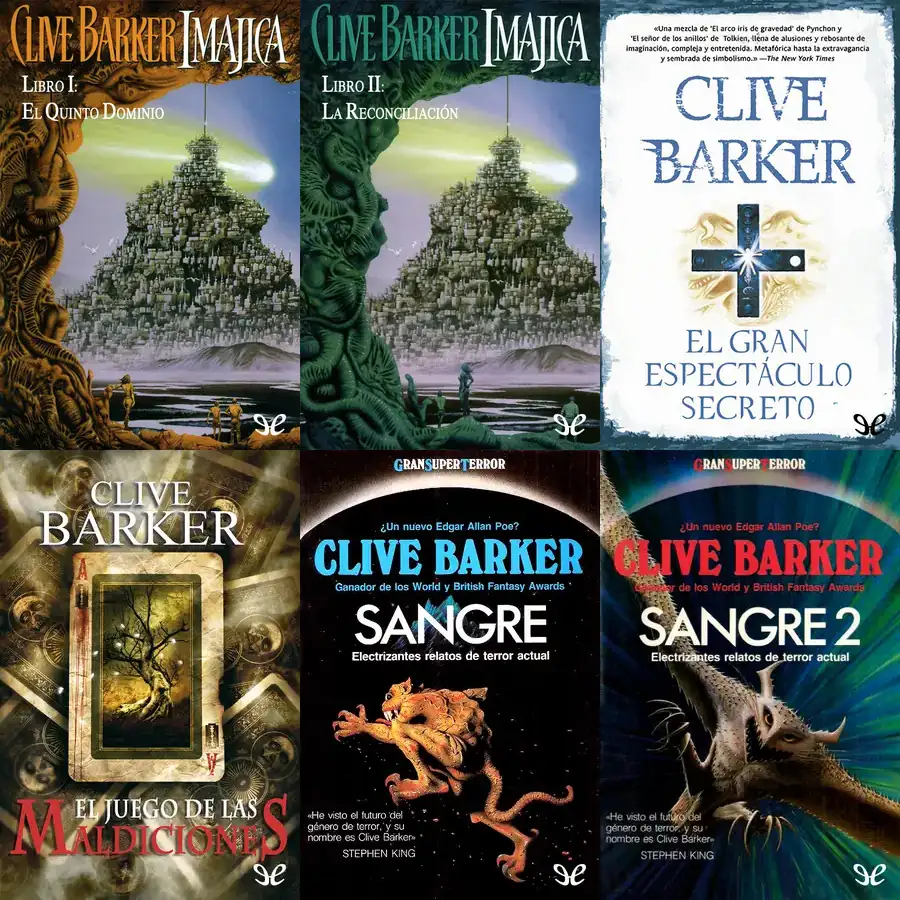 CLIVE BARKER IMAJICA
LIBRO I:
EL QUINTO DOMINIO
CLIVE BARKER IMAJICA
LIBRO II:
LA RECONCILIACIÓN
«Una mezcla de 'El arco iris de gravedad' de Pynchon y
'El señor de los anillos' de Tolkien, llena de alusiones y rebosante de
imaginación, compleja y entretenida. Metafórica hasta la extravagancia
y sembrada de simbolismo.» —The New York Times
CLIVE
BARKER
EL GRAN
ESPECTÁCULO
SECRETO
CLIVE
BARKER
A
A
EL JUEGO DE LAS
MALDICIONES
GRAN SUPER TERROR
¿Un nuevo Edgar Allan Poe?
CLIVE BARKER
Ganador de los World y British Fantasy Awards
SANGRE
Electrizantes relatos de terror actual
«He visto el futuro del
género de terror, y su
nombre es Clive Barker»
STEPHEN KING
GRAN SUPER TERROR
¿Un nuevo Edgar Allan Poe?
CLIVE BARKER
Ganador de los World y British Fantasy Awards
SANGRE 2
Electrizantes relatos de terror actual
«He visto el futuro del
género de terror, y su
nombre es Clive Barker»
STEPHEN KING